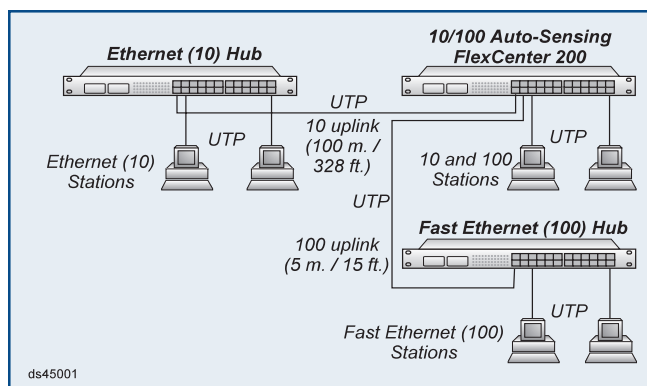 Ethernet (10) Hub
10/100 Auto-Sensing
FlexCenter 200
UTP
10 uplink
(100 m. /
328 ft.)
UTP
UTP
Ethernet (10)
Stations
10 and 100
Stations
UTP
Fast Ethernet (100) Hub
100 uplink
(5 m. / 15 ft.)
UTP
Fast Ethernet (100)
Stations
ds45001